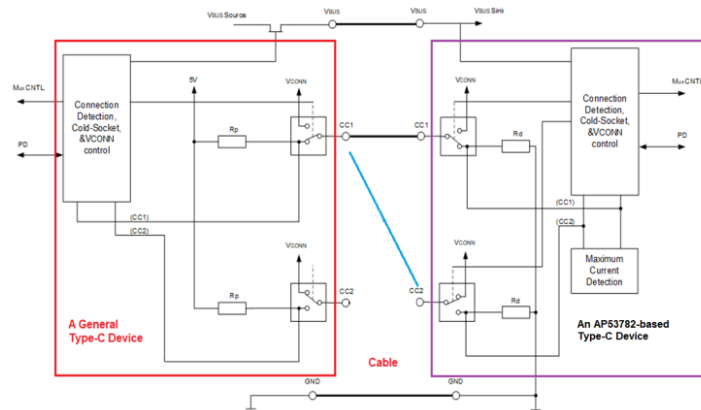 VBUS Source
VBUS
VBUS
VBUS Sink
MUX CNTL
PD
Connection
Detection,
Cold-Socket,
&VCONN
control
5V
VCONN
Rp
CC1
(CC1)
(CC2)
VCONN
Rp
CC2
A General
Type-C Device
Cable
GND
GND
CC1
VCONN
Rd
Connection
Detection,
Cold-Socket,
&VCONN
control
MUX CNTL
PD
(CC1)
(CC2)
Maximum
Current
Detection
VCONN
CC2
Rd
An AP53782-based
Type-C Device